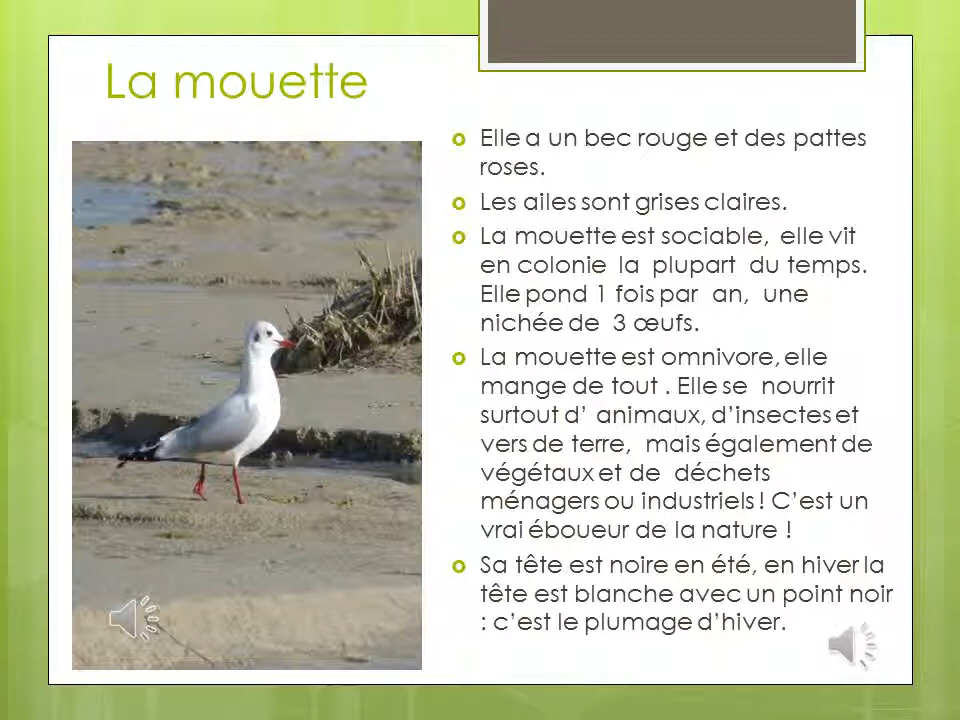 La mouette
Elle a un bec rouge et des pattes
roses.
Les ailes sont grises claires.
La mouette est sociable, elle vit
en colonie la plupart du temps.
Elle pond 1 fois par an, une
nichée de 3 œufs.
La mouette est omnivore, elle
mange de tout . Elle se nourrit
surtout d' animaux, d'insectes et
vers de terre, mais également de
végétaux et de déchets
ménagers ou industriels ! C'est un
vrai éboueur de la nature !
Sa tête est noire en été, en hiver la
tête est blanche avec un point noir
: c'est le plumage d'hiver.